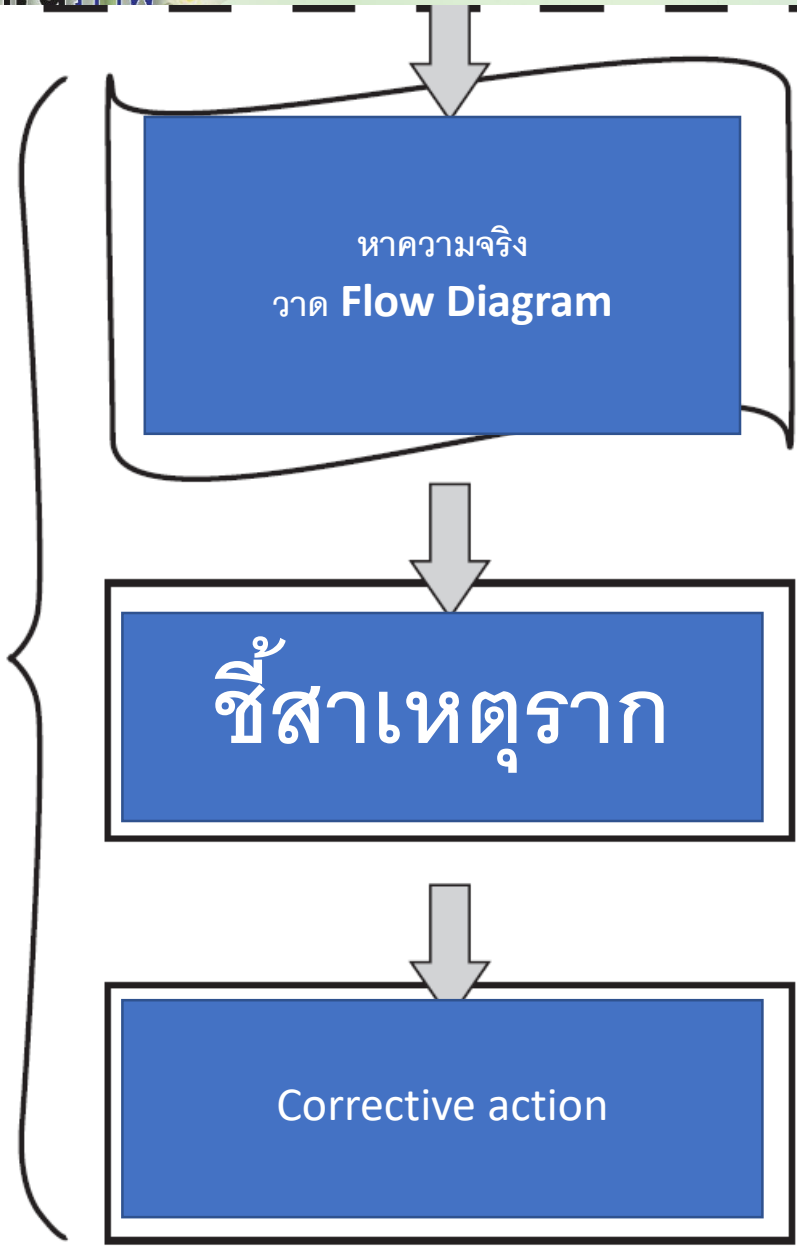 หาความจริง
วาด Flow Diagram
ชี้สาเหตุราก
Corrective action